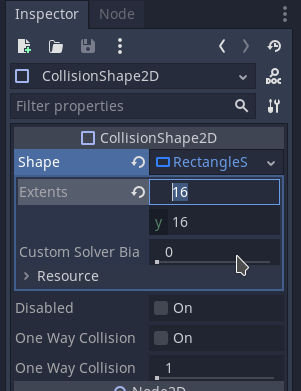 Inspector
Node
CollisionShape2D
DOC
Filter properties
CollisionShape2D
Shape
RectangleS
Extents
16
y 16
Custom Solver Bia
0
Resource
Disabled
On
One Way Collision
On
One Way Collision
1
Node2D